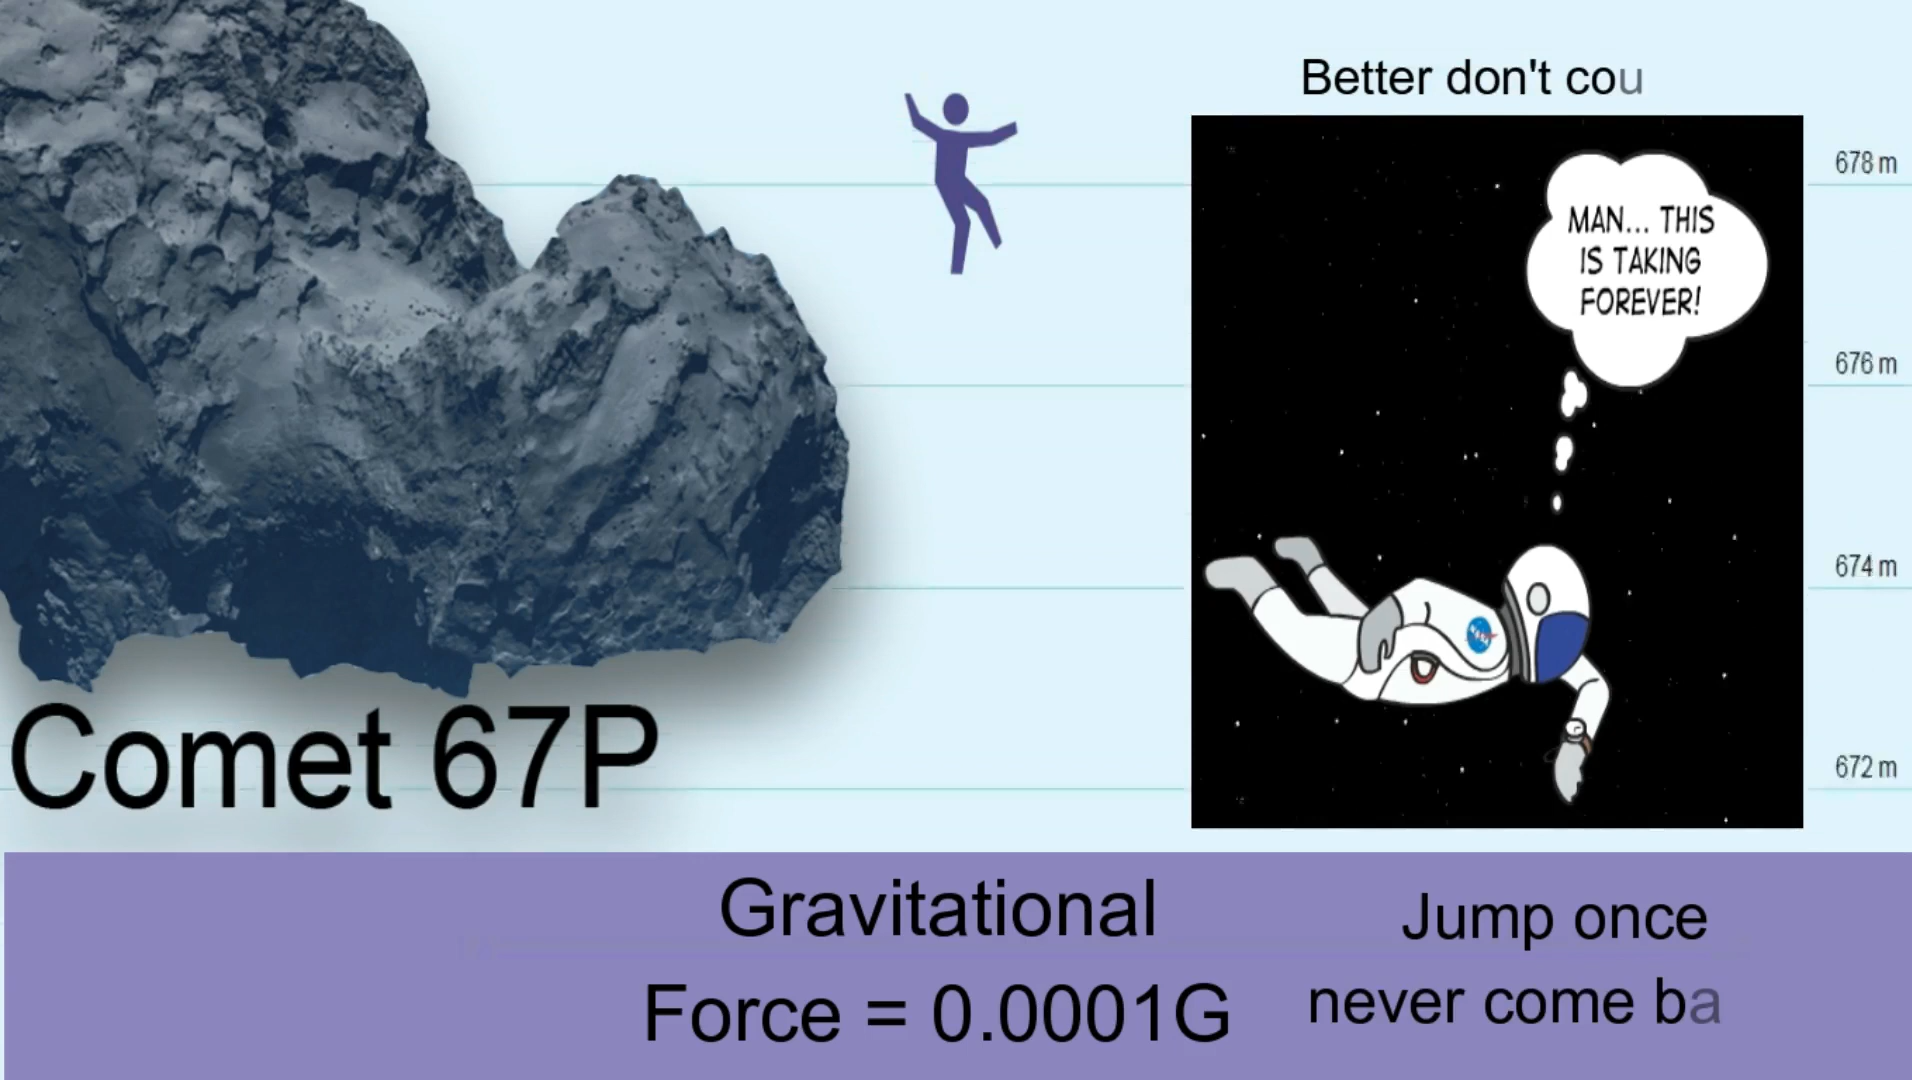 Better don't cou
678 m
MAN... THIS
IS TAKING
FOREVER!
676 m
674 m
NASA
672 m
Comet 67P
Gravitational
Force = 0.0001G
Jump once
never come ba